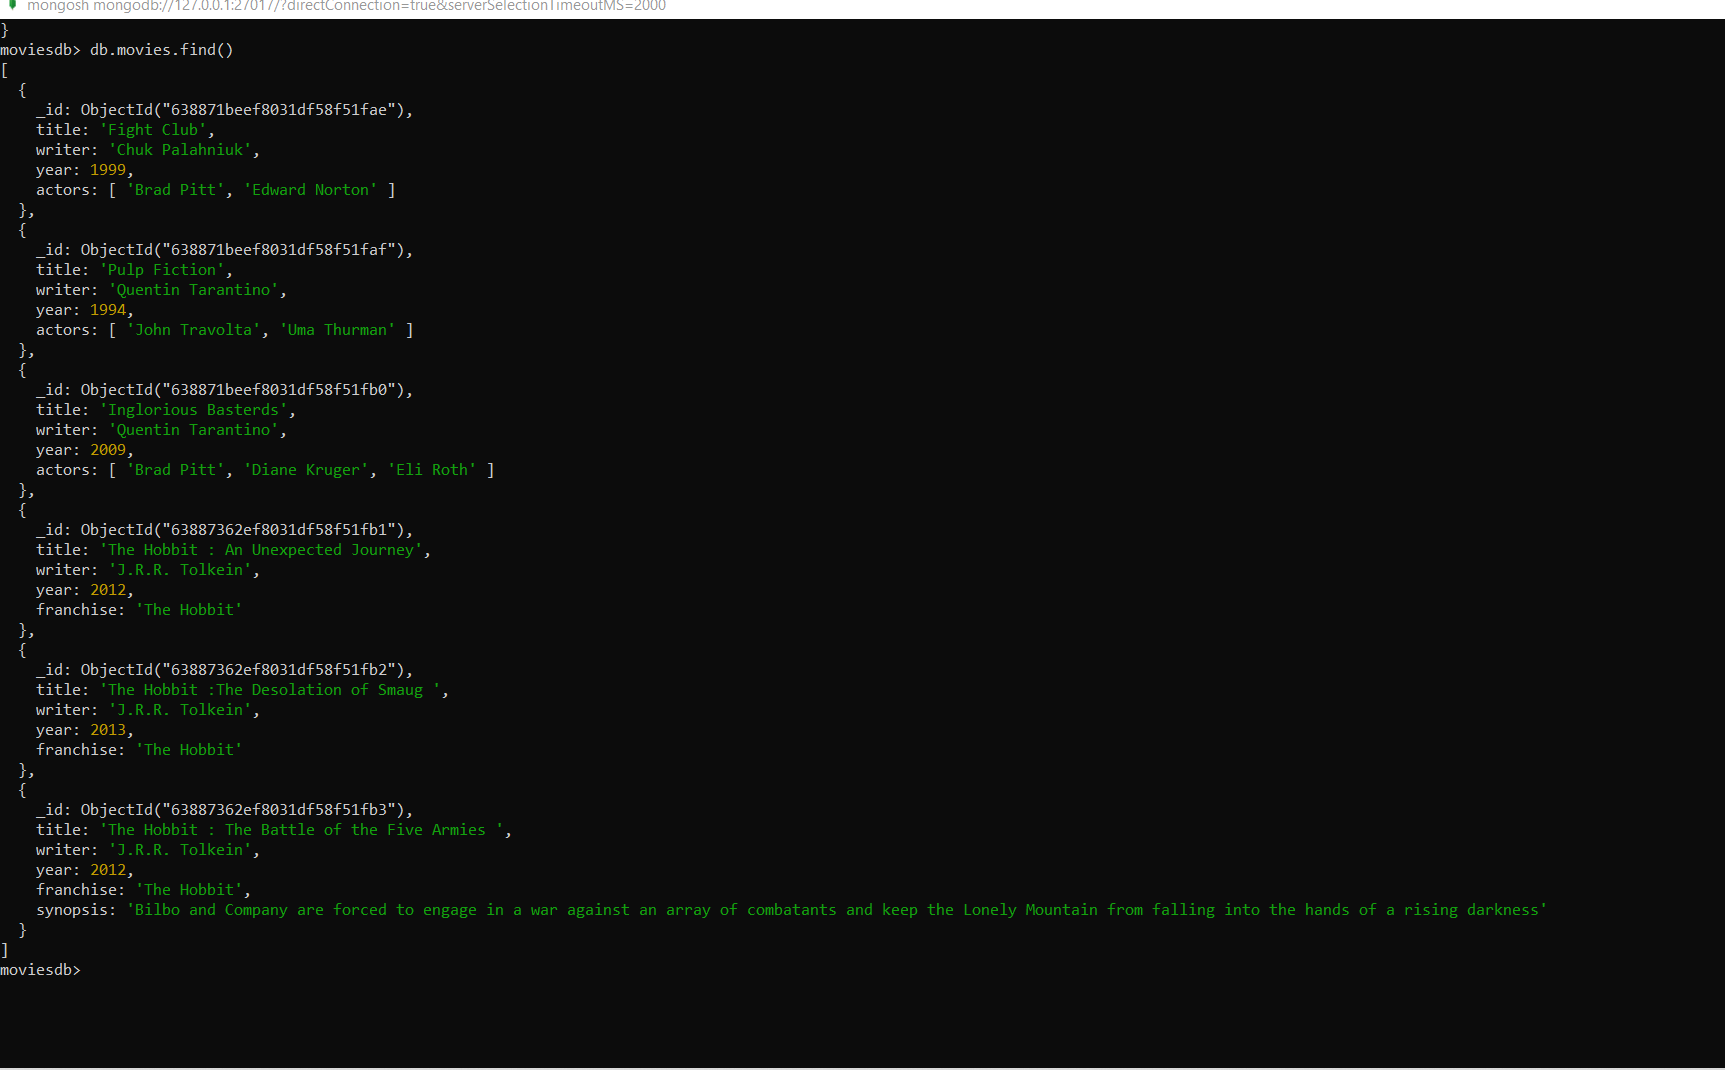 mongosh mongodb://127.0.0.1:27017/?directConnection=true&serverSelectionTimeoutMS=2000
}
moviesdb> db.movies.find()
[
  {
    _id: ObjectId("638871beef8031df58f51fae"),
    title: 'Fight Club',
    writer: 'Chuk Palahniuk',
    year: 1999,
    actors: [ 'Brad Pitt', 'Edward Norton' ]
  },
  {
    _id: ObjectId("638871beef8031df58f51faf"),
    title: 'Pulp Fiction',
    writer: 'Quentin Tarantino',
    year: 1994,
    actors: [ 'John Travolta', 'Uma Thurman' ]
  },
  {
    _id: ObjectId("638871beef8031df58f51fb0"),
    title: 'Inglorious Basterds',
    writer: 'Quentin Tarantino',
    year: 2009,
    actors: [ 'Brad Pitt', 'Diane Kruger', 'Eli Roth' ]
  },
  {
    _id: ObjectId("63887362ef8031df58f51fb1"),
    title: 'The Hobbit : An Unexpected Journey',
    writer: 'J.R.R. Tolkein',
    year: 2012,
    franchise: 'The Hobbit'
  },
  {
    _id: ObjectId("63887362ef8031df58f51fb2"),
    title: 'The Hobbit :The Desolation of Smaug ',
    writer: 'J.R.R. Tolkein',
    year: 2013,
    franchise: 'The Hobbit'
  },
  {
    _id: ObjectId("63887362ef8031df58f51fb3"),
    title: 'The Hobbit : The Battle of the Five Armies ',
    writer: 'J.R.R. Tolkein',
    year: 2012,
    franchise: 'The Hobbit',
    synopsis: 'Bilbo and Company are forced to engage in a war against an array of combatants and keep the Lonely Mountain from falling into the hands of a rising darkness'
  }
]
moviesdb>